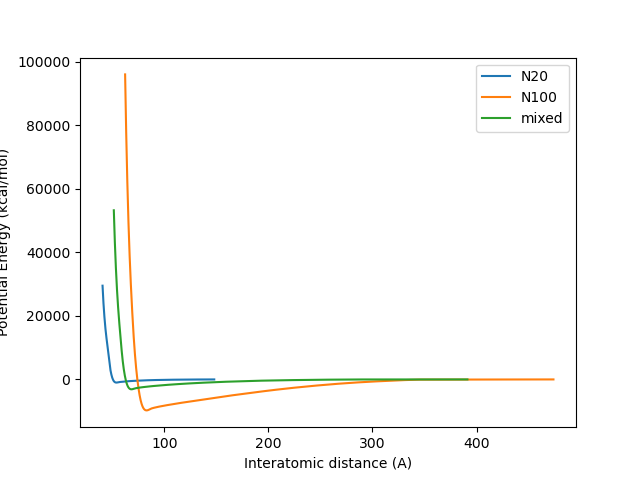 100000
80000
60000
40000
20000
0
Potential Energy (kcal/mol)
100
200
300
400
Interatomic distance (A)
N20
N100
mixed